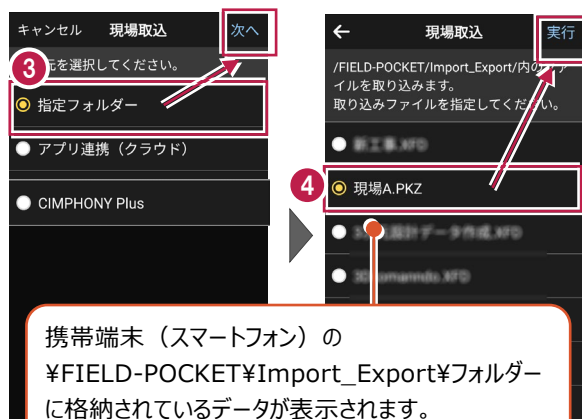 キャンセル 現場取込 次へ
3
元を選択してください。
指定フォルダー
アプリ連携（クラウド）
CIMPHONY Plus
← 現場取込 実行
/FIELD-POCKET/Import_Export/内の
イルを取り込みます。
取り込みファイルを指定してください。
4
現場A.PKZ
携帯端末（スマートフォン）の
¥FIELD-POCKET¥Import_Export¥フォルダー
に格納されているデータが表示されます。